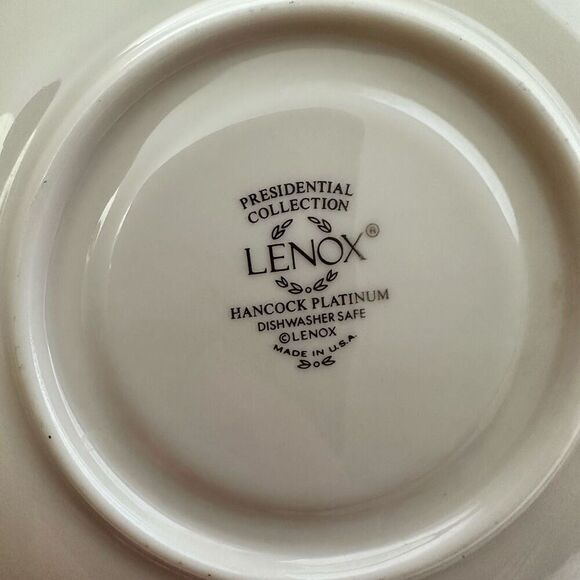 PRESIDENTIAL
COLLECTION
LENOX®
HANCOCK PLATINUM
DISHWASHER SAFE
©LENOX
MADE IN U.S.A.